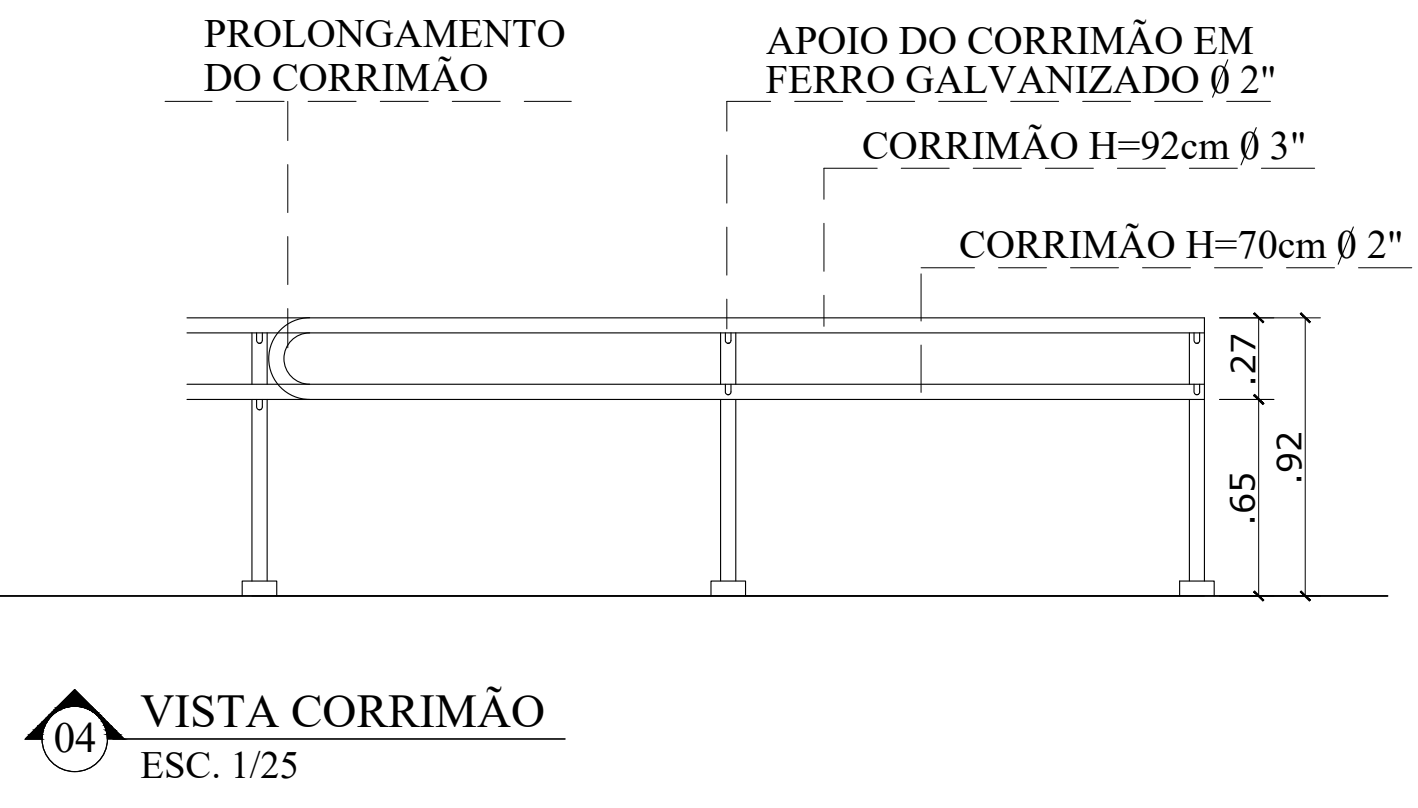 PROLONGAMENTO
DO CORRIMÃO
APOIO DO CORRIMÃO EM
FERRO GALVANIZADO Ø 2"
CORRIMÃO H=92cm Ø 3"
CORRIMÃO H=70cm Ø 2"
.27
.92
.65
04
VISTA CORRIMÃO
ESC. 1/25